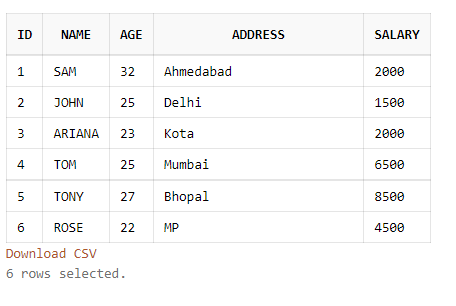 ID NAME AGE ADDRESS SALARY
1 SAM 32 Ahmedabad 2000
2 JOHN 25 Delhi 1500
3 ARIANA 23 Kota 2000
4 TOM 25 Mumbai 6500
5 TONY 27 Bhopal 8500
6 ROSE 22 MP 4500
Download CSV
6 rows selected.